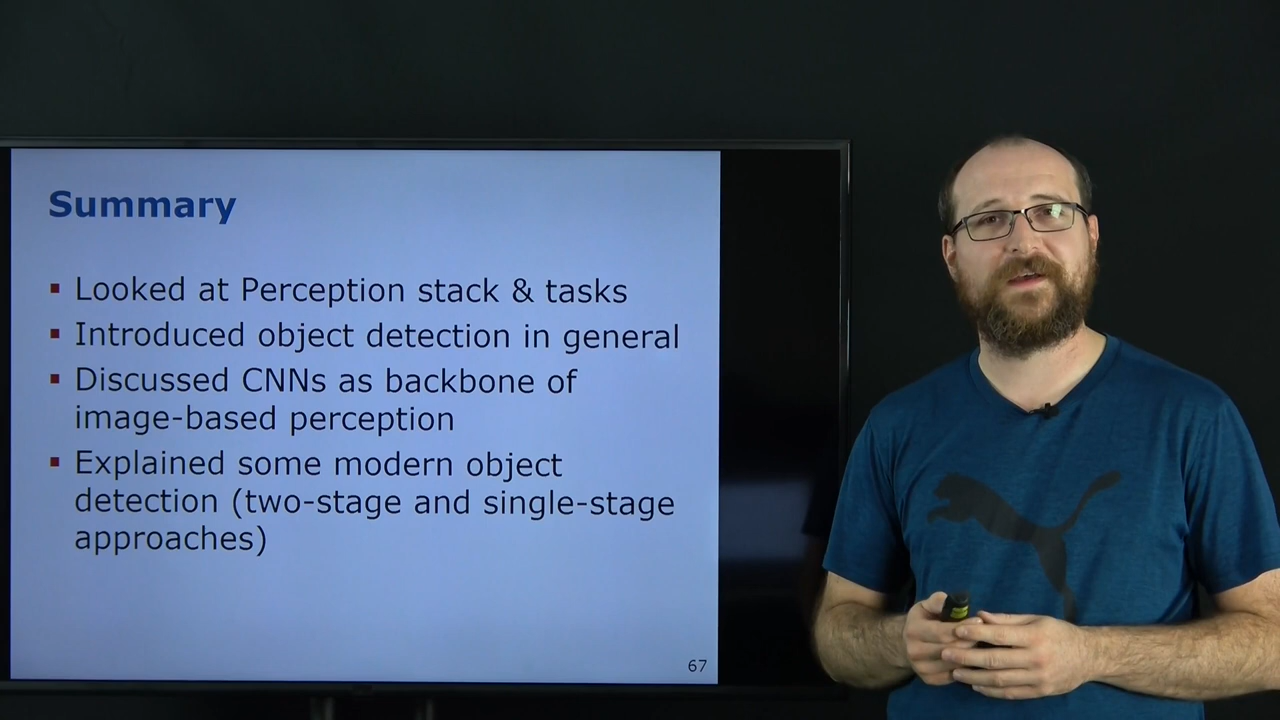 Summary
▪ Looked at Perception stack & tasks
▪ Introduced object detection in general
▪ Discussed CNNs as backbone of
image-based perception
▪ Explained some modern object
detection (two-stage and single-stage
approaches)
67